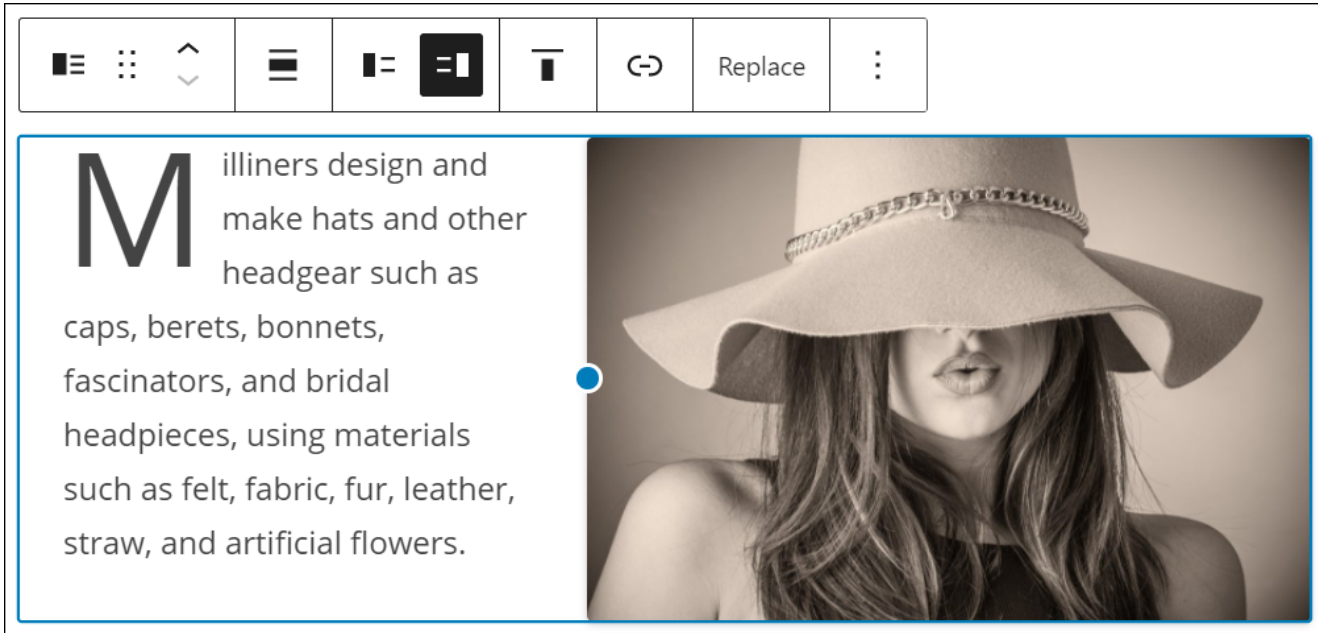 Replace
Milliners design and
make hats and other
headgear such as
caps, berets, bonnets,
fascinators, and bridal
headpieces, using materials
such as felt, fabric, fur, leather,
straw, and artificial flowers.